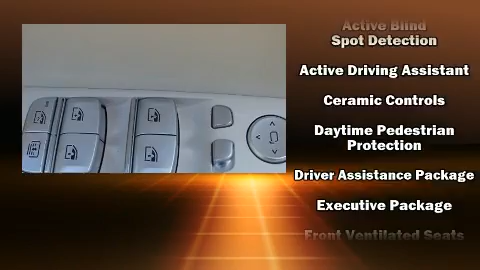 Active Blind
Spot Detection
Active Driving Assistant
Ceramic Controls
Daytime Pedestrian
Protection
Driver Assistance Package
Executive Package
Front Ventilated Seats